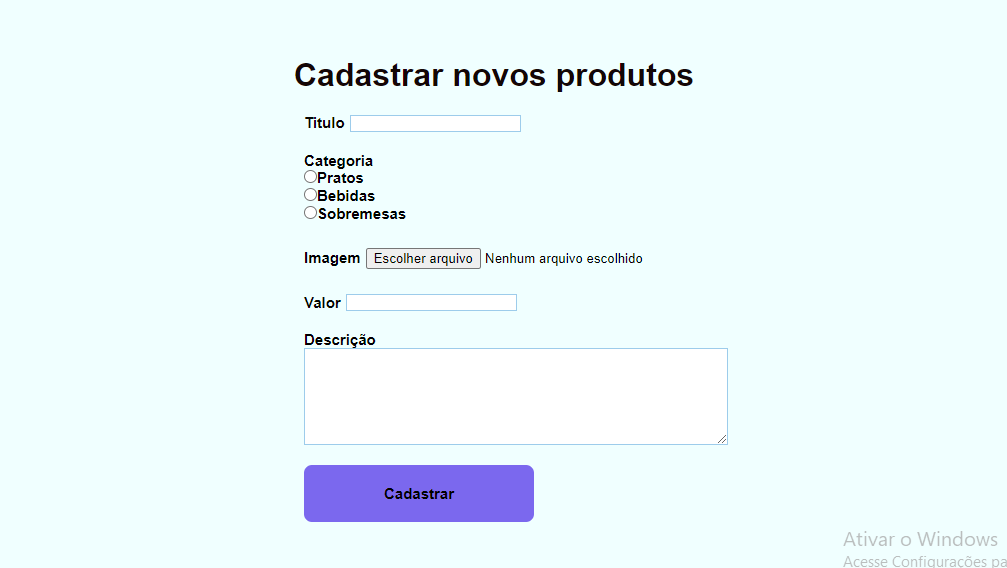 Cadastrar novos produtos
Titulo
Categoria
Pratos
Bebidas
Sobremesas
Imagem Escolher arquivo Nenhum arquivo escolhido
Valor
Descrição
Cadastrar
Ativar o Windows
Acesse Configurações pa